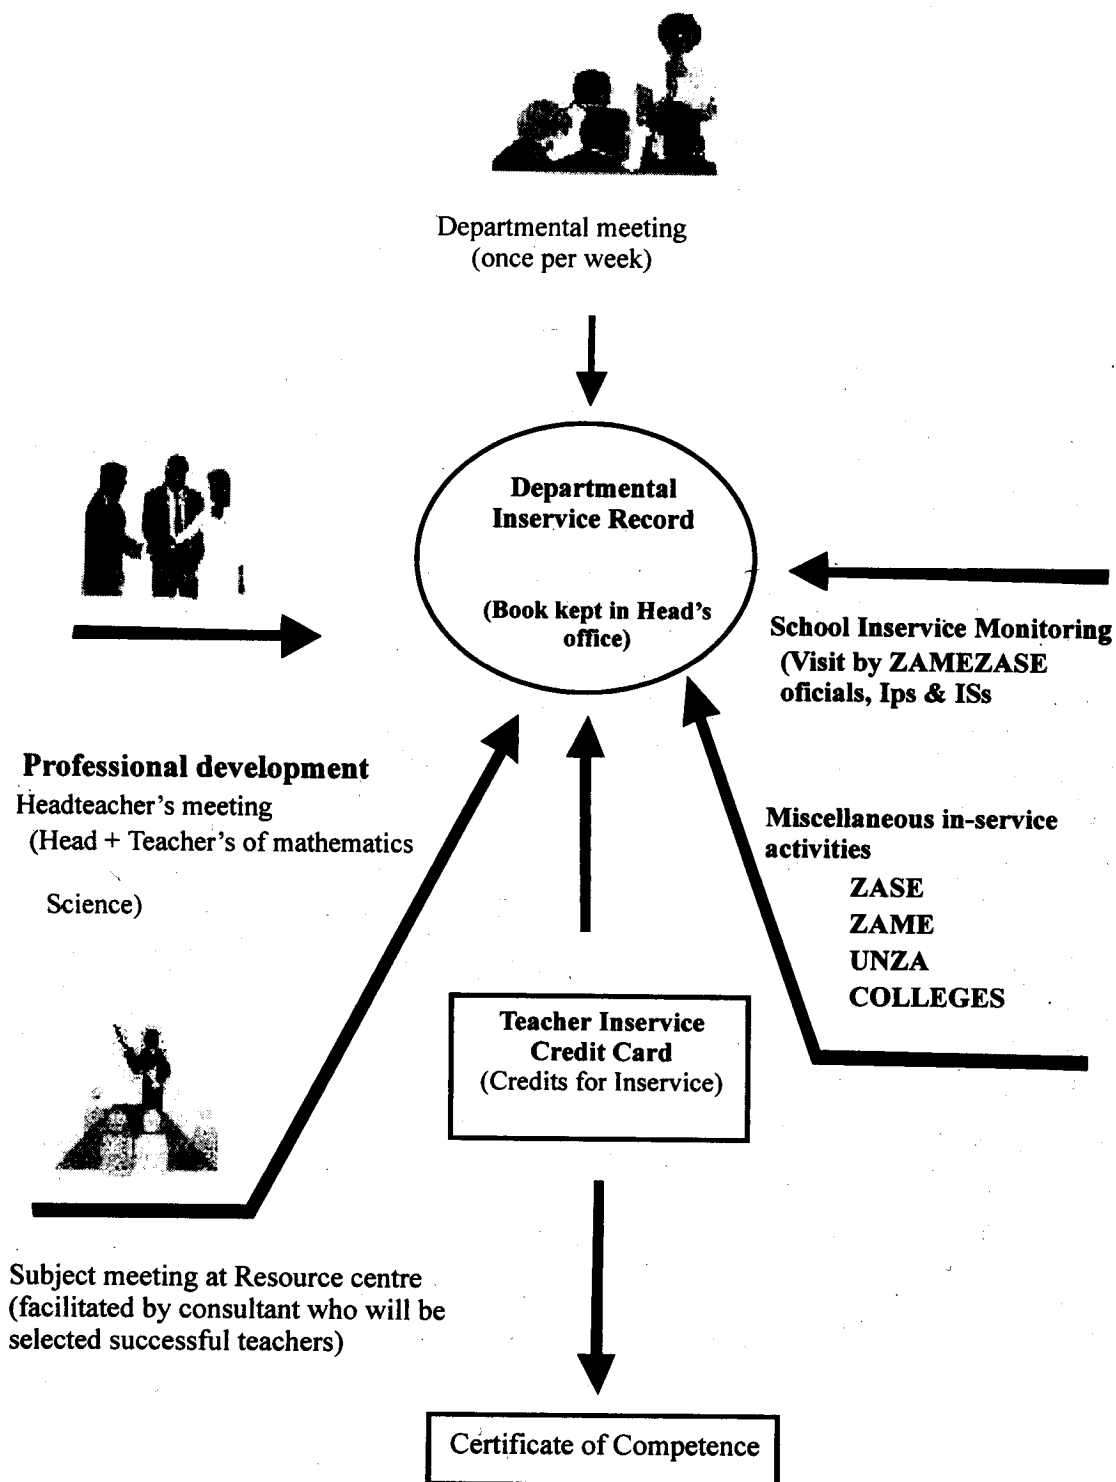 Departmental meeting
(once per week)
Departmental
Inservice Record
(Book kept in Head's
office)
School Inservice Monitoring
(Visit by ZAMEZASE
oficials, Ips & ISs
Professional development
Headteacher's meeting
(Head + Teacher's of mathematics
Science)
Miscellaneous in-service
activities
ZASE
ZAME
UNZA
COLLEGES
Teacher Inservice
Credit Card
(Credits for Inservice)
Subject meeting at Resource centre
(facilitated by consultant who will be
selected successful teachers)
Certificate of Competence